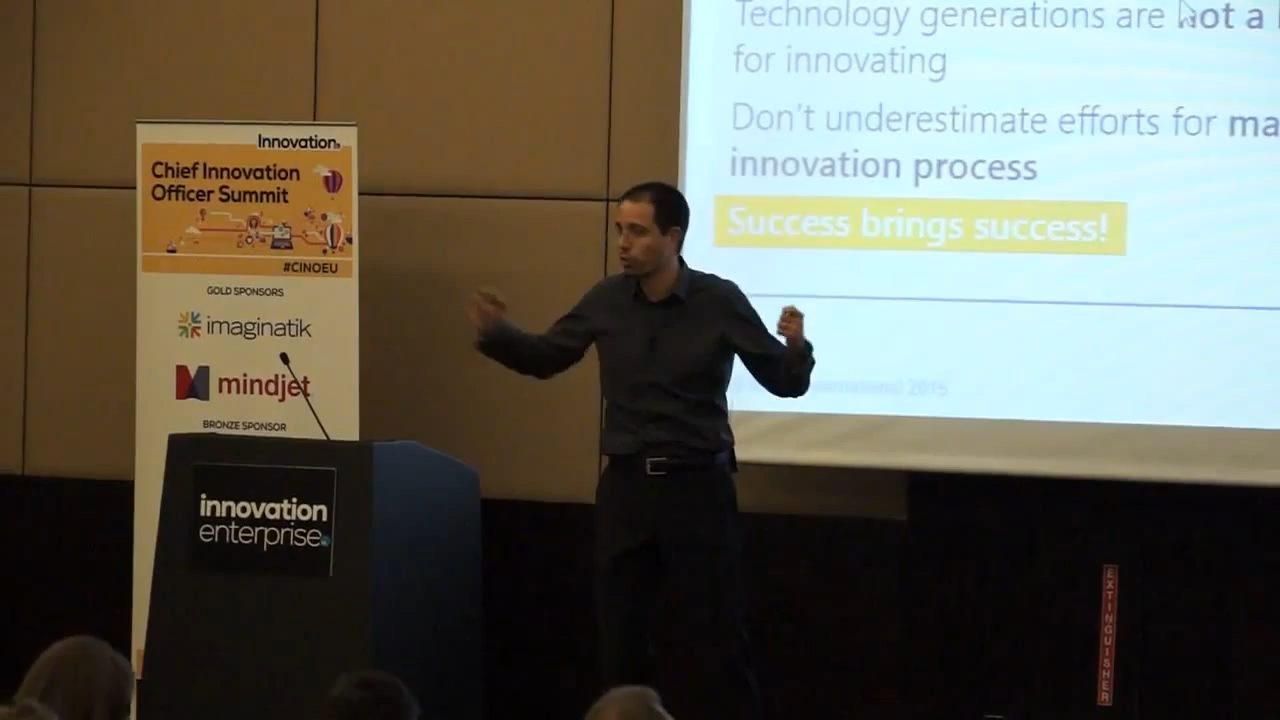 Innovation
Chief Innovation
Officer Summit
#CINOEU
GOLD SPONSORS
imaginatik
mindjet
BRONZE SPONSOR
innovation
enterprise
Technology generations are not a
for innovating
Don't underestimate efforts for
innovation process
Success brings success!
2015
EXTINGUISHER